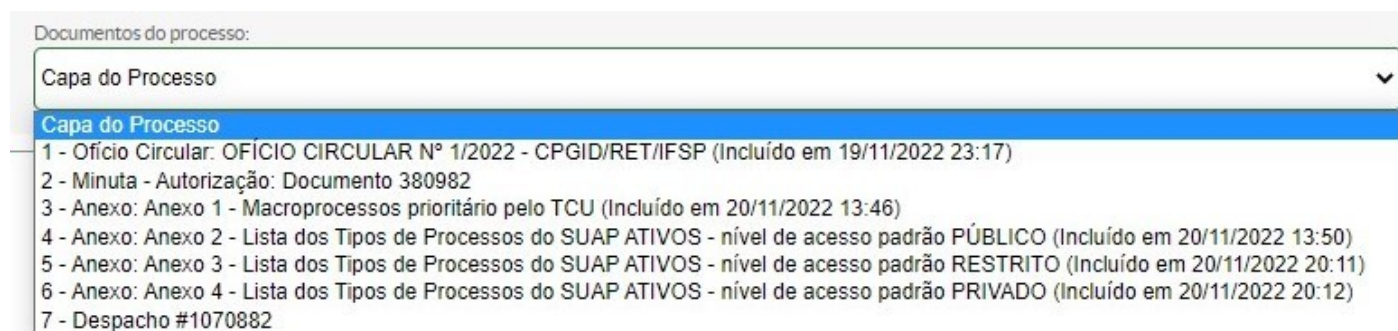 Documentos do processo:
Capa do Processo
Capa do Processo
1 - Ofício Circular: OFÍCIO CIRCULAR Nº 1/2022 - CPGID/RET/IFSP (Incluído em 19/11/2022 23:17)
2 - Minuta - Autorização: Documento 380982
3 - Anexo: Anexo 1 - Macroprocessos prioritário pelo TCU (Incluído em 20/11/2022 13:46)
4 - Anexo: Anexo 2 - Lista dos Tipos de Processos do SUAP ATIVOS - nível de acesso padrão PÚBLICO (Incluído em 20/11/2022 13:50)
5 - Anexo: Anexo 3 - Lista dos Tipos de Processos do SUAP ATIVOS - nível de acesso padrão RESTRITO (Incluído em 20/11/2022 20:11)
6 - Anexo: Anexo 4 - Lista dos Tipos de Processos do SUAP ATIVOS - nível de acesso padrão PRIVADO (Incluído em 20/11/2022 20:12)
7 - Despacho #1070882